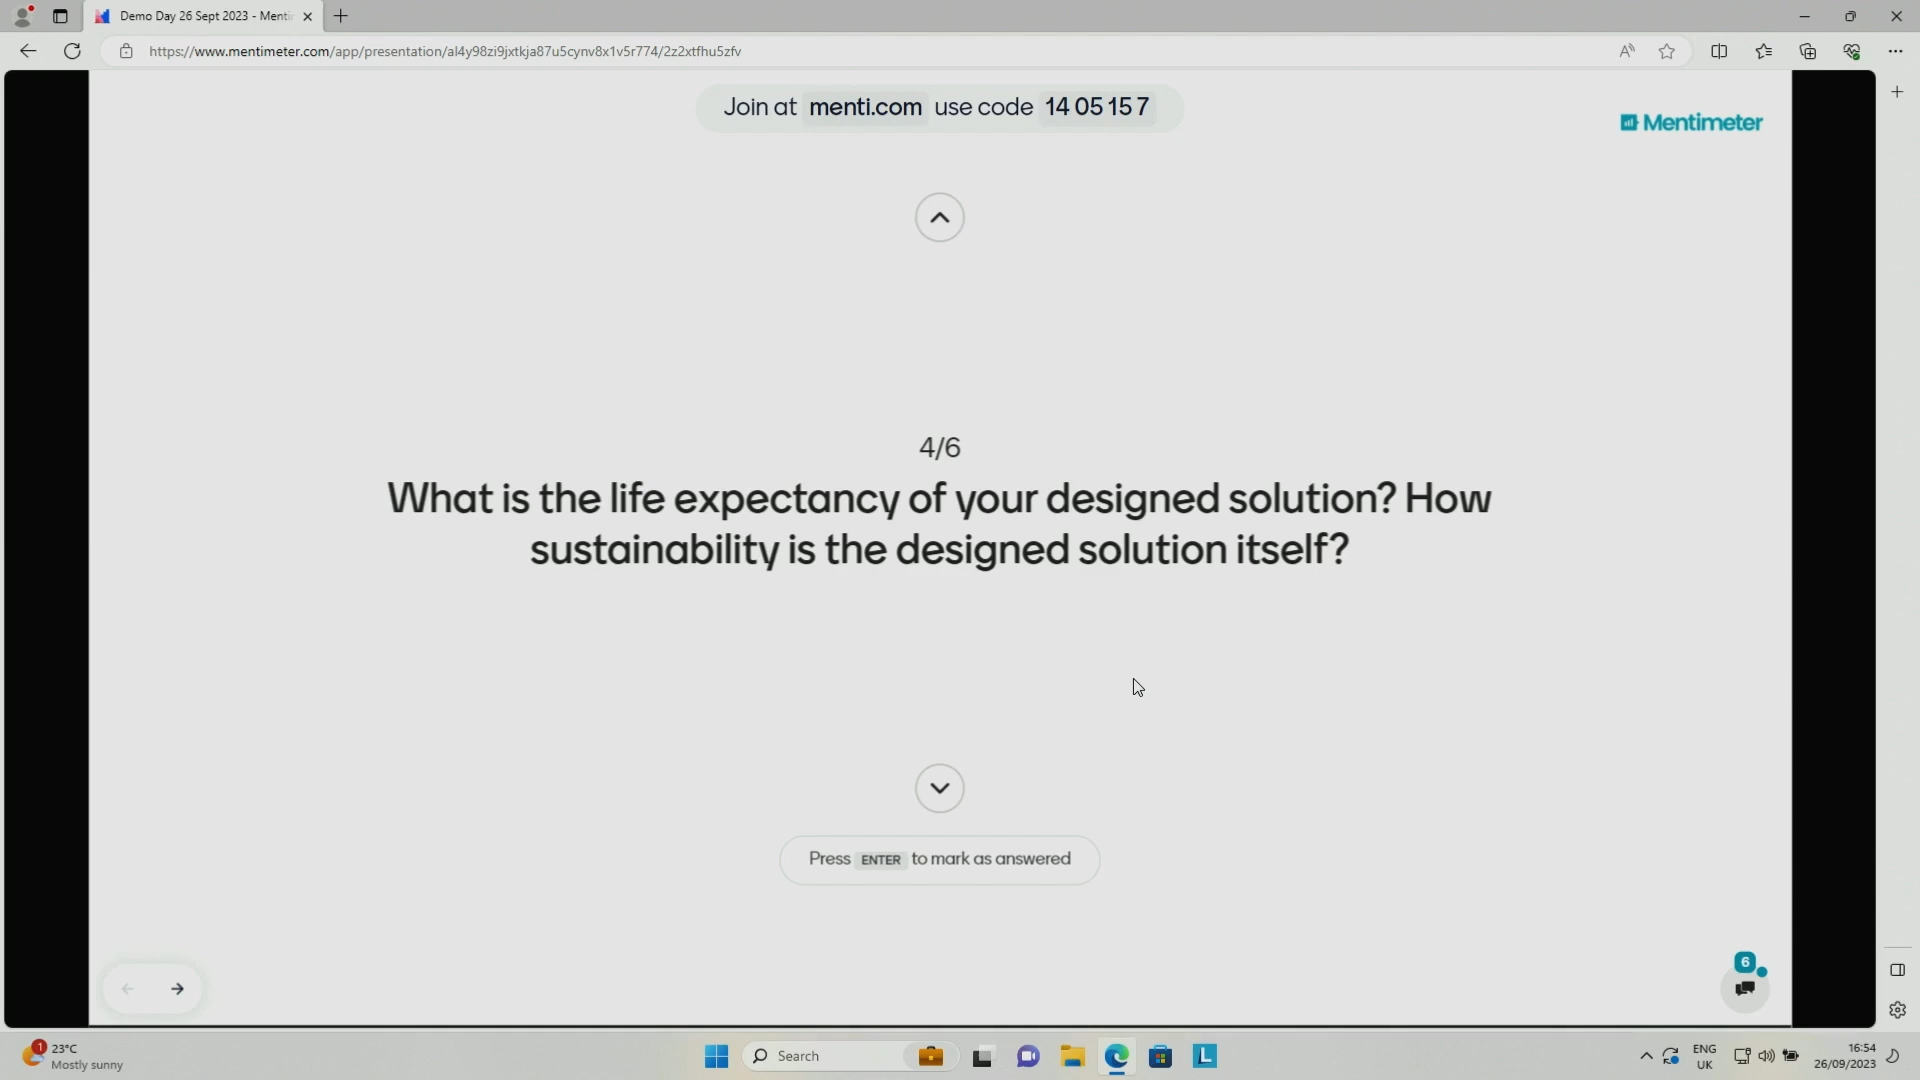 Demo Day 26 Sept 2023 - Menti
https://www.mentimeter.com/app/presentation/al4y98zi9jxtkja87u5cynv8x1v5r774/2z2xtfhu5zfv
Join at menti.com use code 14 05 15 7
Mentimeter
4/6
What is the life expectancy of your designed solution? How
sustainability is the designed solution itself?
Press ENTER to mark as answered
6
1
23°C
Mostly sunny
Search
L
ENG
UK
16:54
26/09/2023